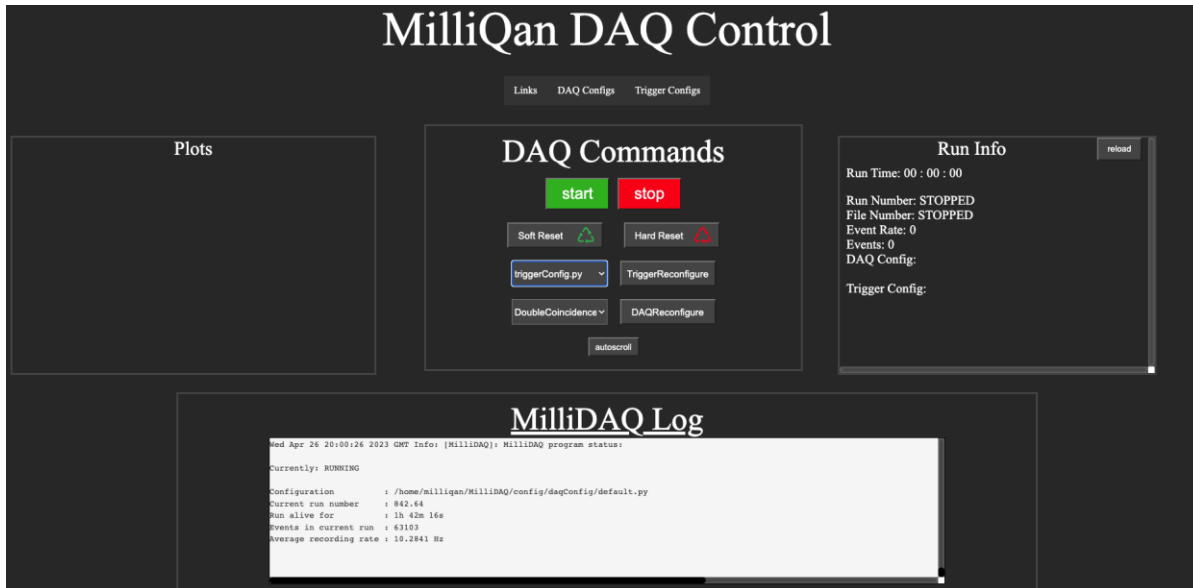 MilliQan DAQ Control
Links DAQ Configs Trigger Configs
Plots
DAQ Commands
start stop
Soft Reset Hard Reset
triggerConfig.py TriggerReconfigure
DoubleCoincidence DAQReconfigure
autoscroll
Run Info
reload
Run Time: 00 : 00 : 00
Run Number: STOPPED
File Number: STOPPED
Event Rate: 0
Events: 0
DAQ Config:
Trigger Config:
MilliDAQ Log
Wed Apr 26 20:00:26 2023 GMT Info: [MilliDAQ]: MilliDAQ program status:
Currently: RUNNING
Configuration : /home/milliqan/MilliDAQ/config/daqConfig/default.py
Current run number : 842.64
Run alive for : 1h 42m 16s
Events in current run : 63103
Average recording rate : 10.2841 Hz